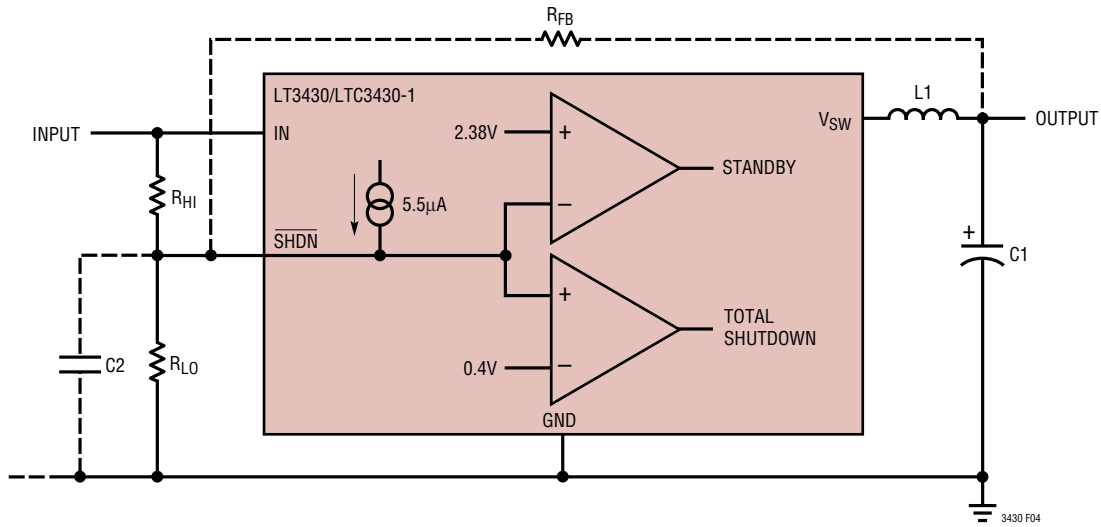 R_FB
LT3430/LTC3430-1
L1
INPUT
IN
2.38V
+
V_SW
OUTPUT
STANDBY
R_HI
5.5µA
–
SHDN
+
C1
+
TOTAL
SHUTDOWN
C2
R_LO
0.4V
–
GND
3430 F04